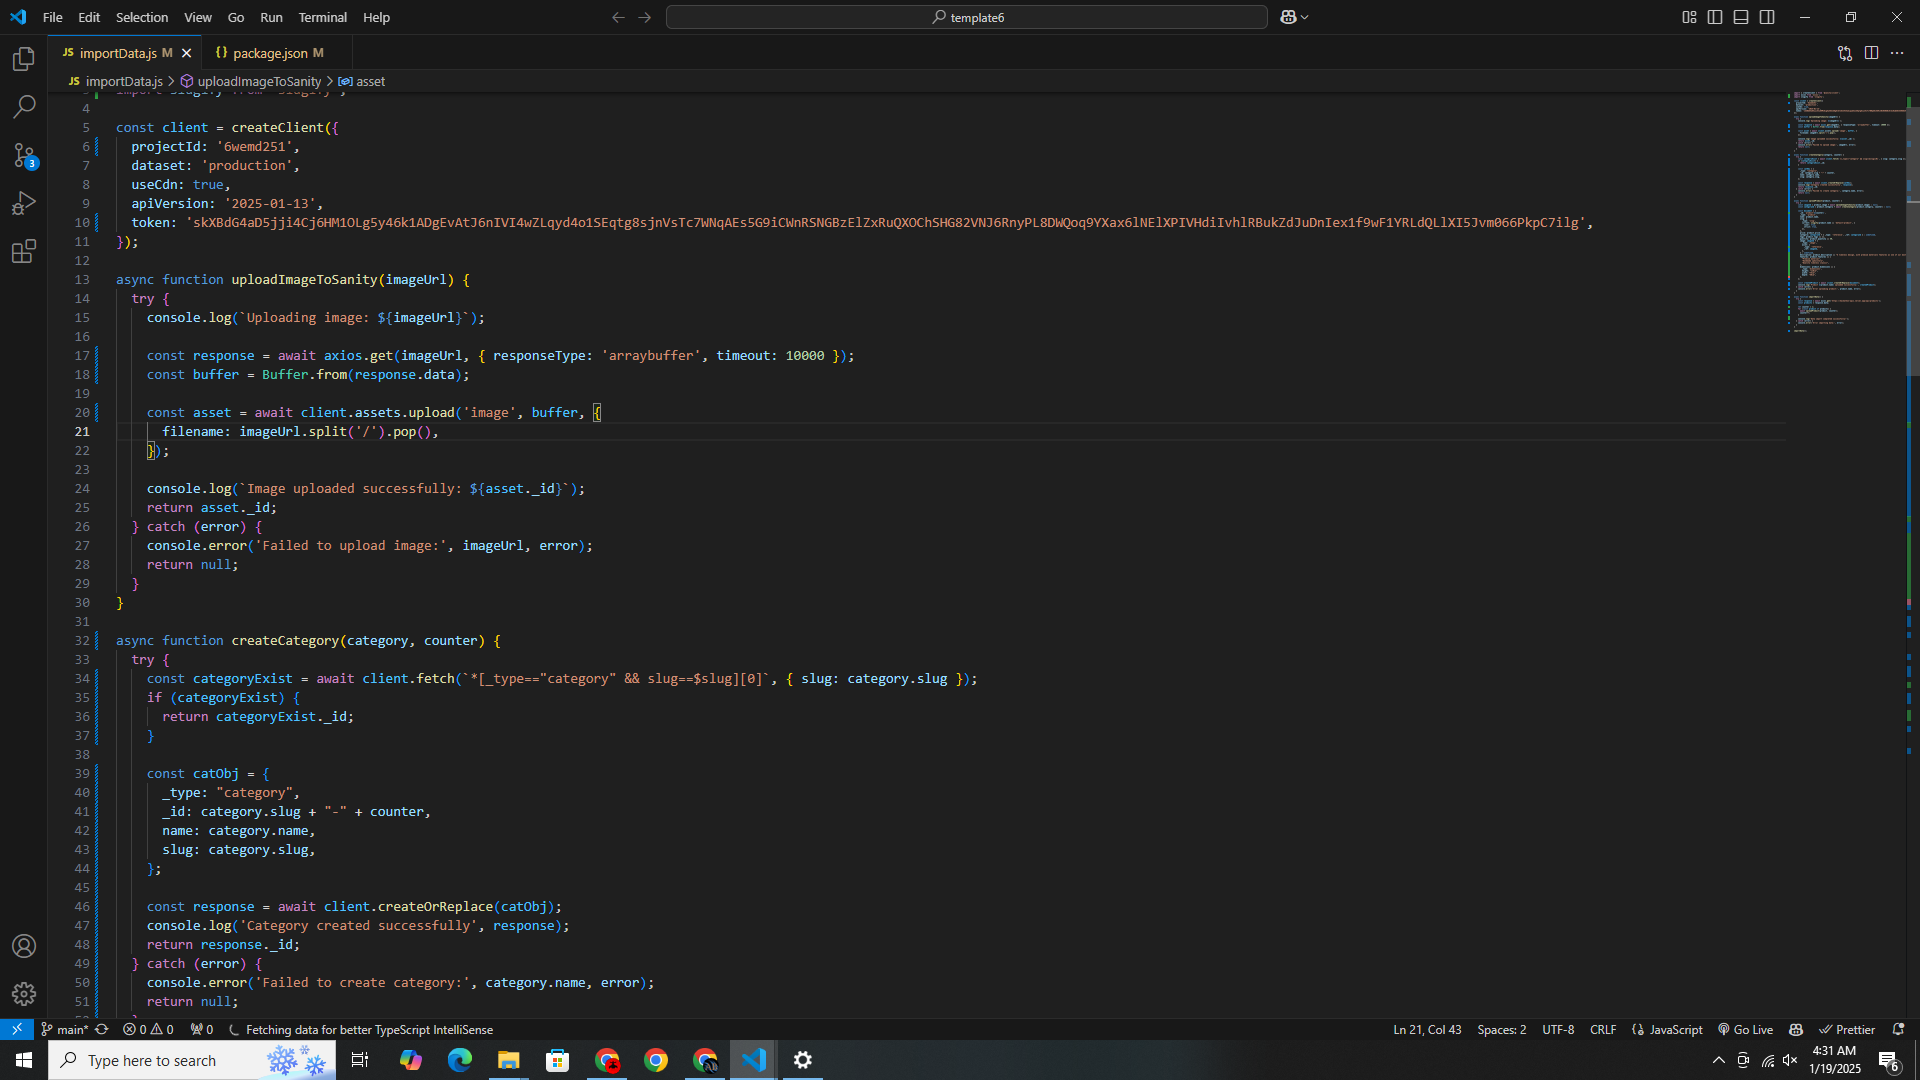 File Edit Selection View Go Run Terminal Help
template6
JS importData.js M
{} package.json M
JS importData.js > uploadImageToSanity > asset
4
5 const client = createClient({
6 projectId: '6wemd251',
7 dataset: 'production',
8 useCdn: true,
9 apiVersion: '2025-01-13',
10 token: 'skXBdG4aD5jji4Cj6HM1OLg5y46k1ADgEvAtJ6nIVI4wZLqyd4o1SEqtg8sjnVsTc7WNqAEs5G9iCWnRSNGBzElZxRuQXOChSHG82VNJ6RnyPL8DWQoq9YXax6lNElXPIVHdiIvhlRBukZdJuDnIex1f9wF1YRLdQLlXI5Jvm066PkpC7ilg',
11 });
12
13 async function uploadImageToSanity(imageUrl) {
14 try {
15 console.log(`Uploading image: ${imageUrl}`);
16
17 const response = await axios.get(imageUrl, { responseType: 'arraybuffer', timeout: 10000 });
18 const buffer = Buffer.from(response.data);
19
20 const asset = await client.assets.upload('image', buffer, {
21 filename: imageUrl.split('/').pop(),
22 });
23
24 console.log(`Image uploaded successfully: ${asset._id}`);
25 return asset._id;
26 } catch (error) {
27 console.error('Failed to upload image:', imageUrl, error);
28 return null;
29 }
30 }
31
32 async function createCategory(category, counter) {
33 try {
34 const categoryExist = await client.fetch(`*[_type=="category" && slug==$slug][0]`, { slug: category.slug });
35 if (categoryExist) {
36 return categoryExist._id;
37 }
38
39 const catObj = {
40 _type: "category",
41 _id: category.slug + "-" + counter,
42 name: category.name,
43 slug: category.slug,
44 };
45
46 const response = await client.createOrReplace(catObj);
47 console.log('Category created successfully', response);
48 return response._id;
49 } catch (error) {
50 console.error('Failed to create category:', category.name, error);
51 return null;
3
main* 0 0 0 Fetching data for better TypeScript IntelliSense
Ln 21, Col 43 Spaces: 2 UTF-8 CRLF {} JavaScript Go Live Prettier
Type here to search
4:31 AM
1/19/2025
6